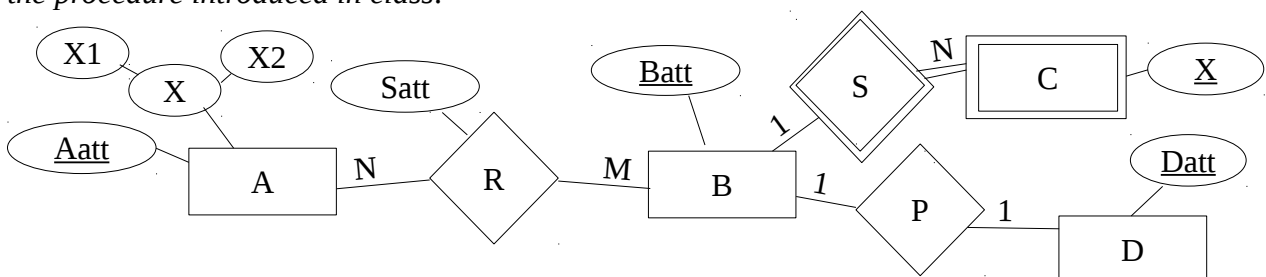 the procedure introduced in class.
X1
X2
X
Satt
Batt
S
N
C
X
Aatt
A
N
R
M
B
1
1
P
1
Datt
D